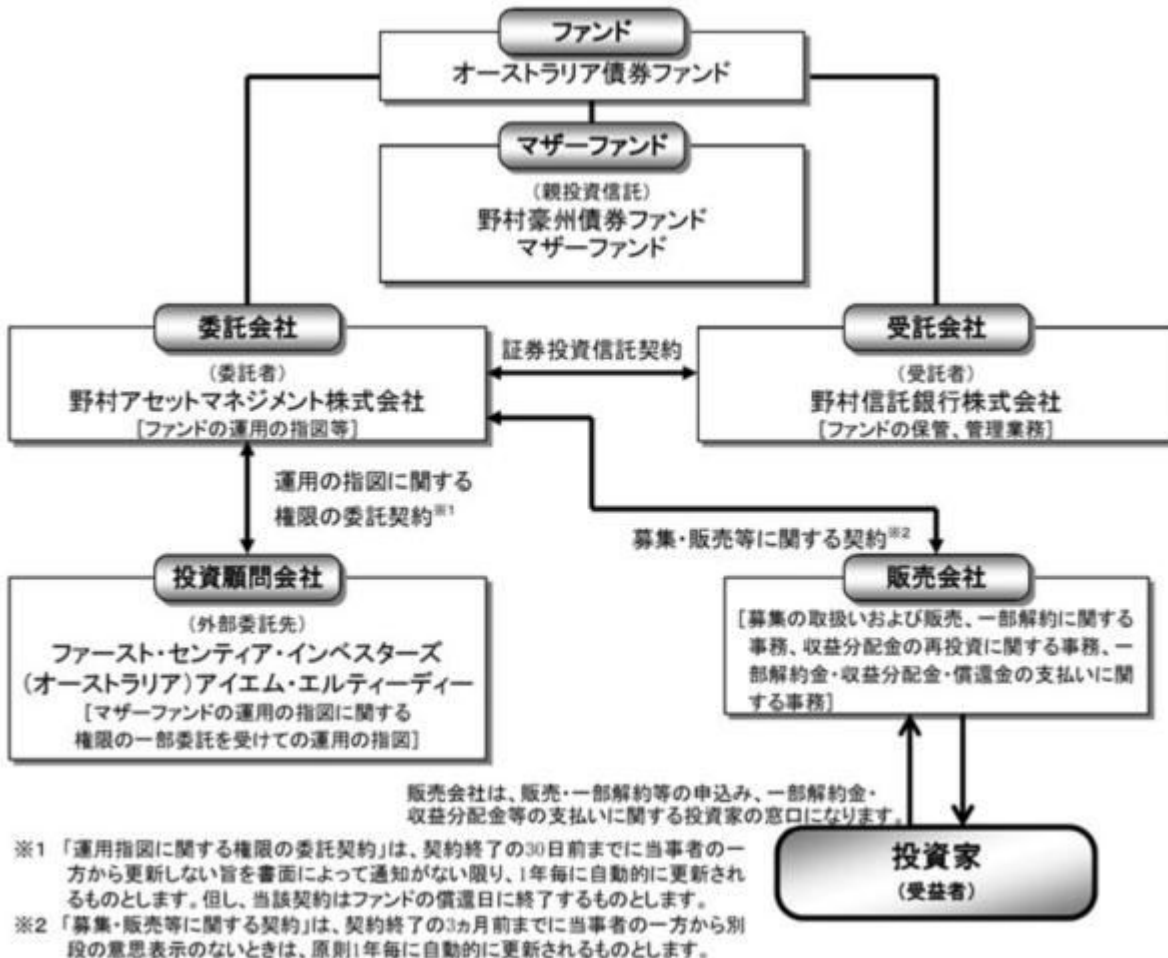 ファンド
オーストラリア債券ファンド
マザーファンド
(親投資信託)
野村豪州債券ファンド
マザーファンド
委託会社
(委託者)
野村アセットマネジメント株式会社
[ファンドの運用の指図等]
証券投資信託契約
受託会社
(受託者)
野村信託銀行株式会社
[ファンドの保管、管理業務]
運用の指図に関する
権限の委託契約※1
募集・販売等に関する契約※2
投資顧問会社
(外部委託先)
ファースト・センティア・インベスターズ
(オーストラリア)アイエム・エルティーディー
[マザーファンドの運用の指図に関する
権限の一部委託を受けての運用の指図]
販売会社
[募集の取扱いおよび販売、一部解約に関する
事務、収益分配金の再投資に関する事務、一
部解約金・収益分配金・償還金の支払いに関
する事務]
販売会社は、販売・一部解約等の申込み、一部解約金・
収益分配金等の支払いに関する投資家の窓口になります。
投資家
(受益者)
※1 「運用指図に関する権限の委託契約」は、契約終了の30日前までに当事者の一
方から更新しない旨を書面によって通知がない限り、1年毎に自動的に更新され
るものとします。但し、当該契約はファンドの償還日に終了するものとします。
※2 「募集・販売等に関する契約」は、契約終了の3ヵ月前までに当事者の一方から別
段の意思表示のないときは、原則1年毎に自動的に更新されるものとします。